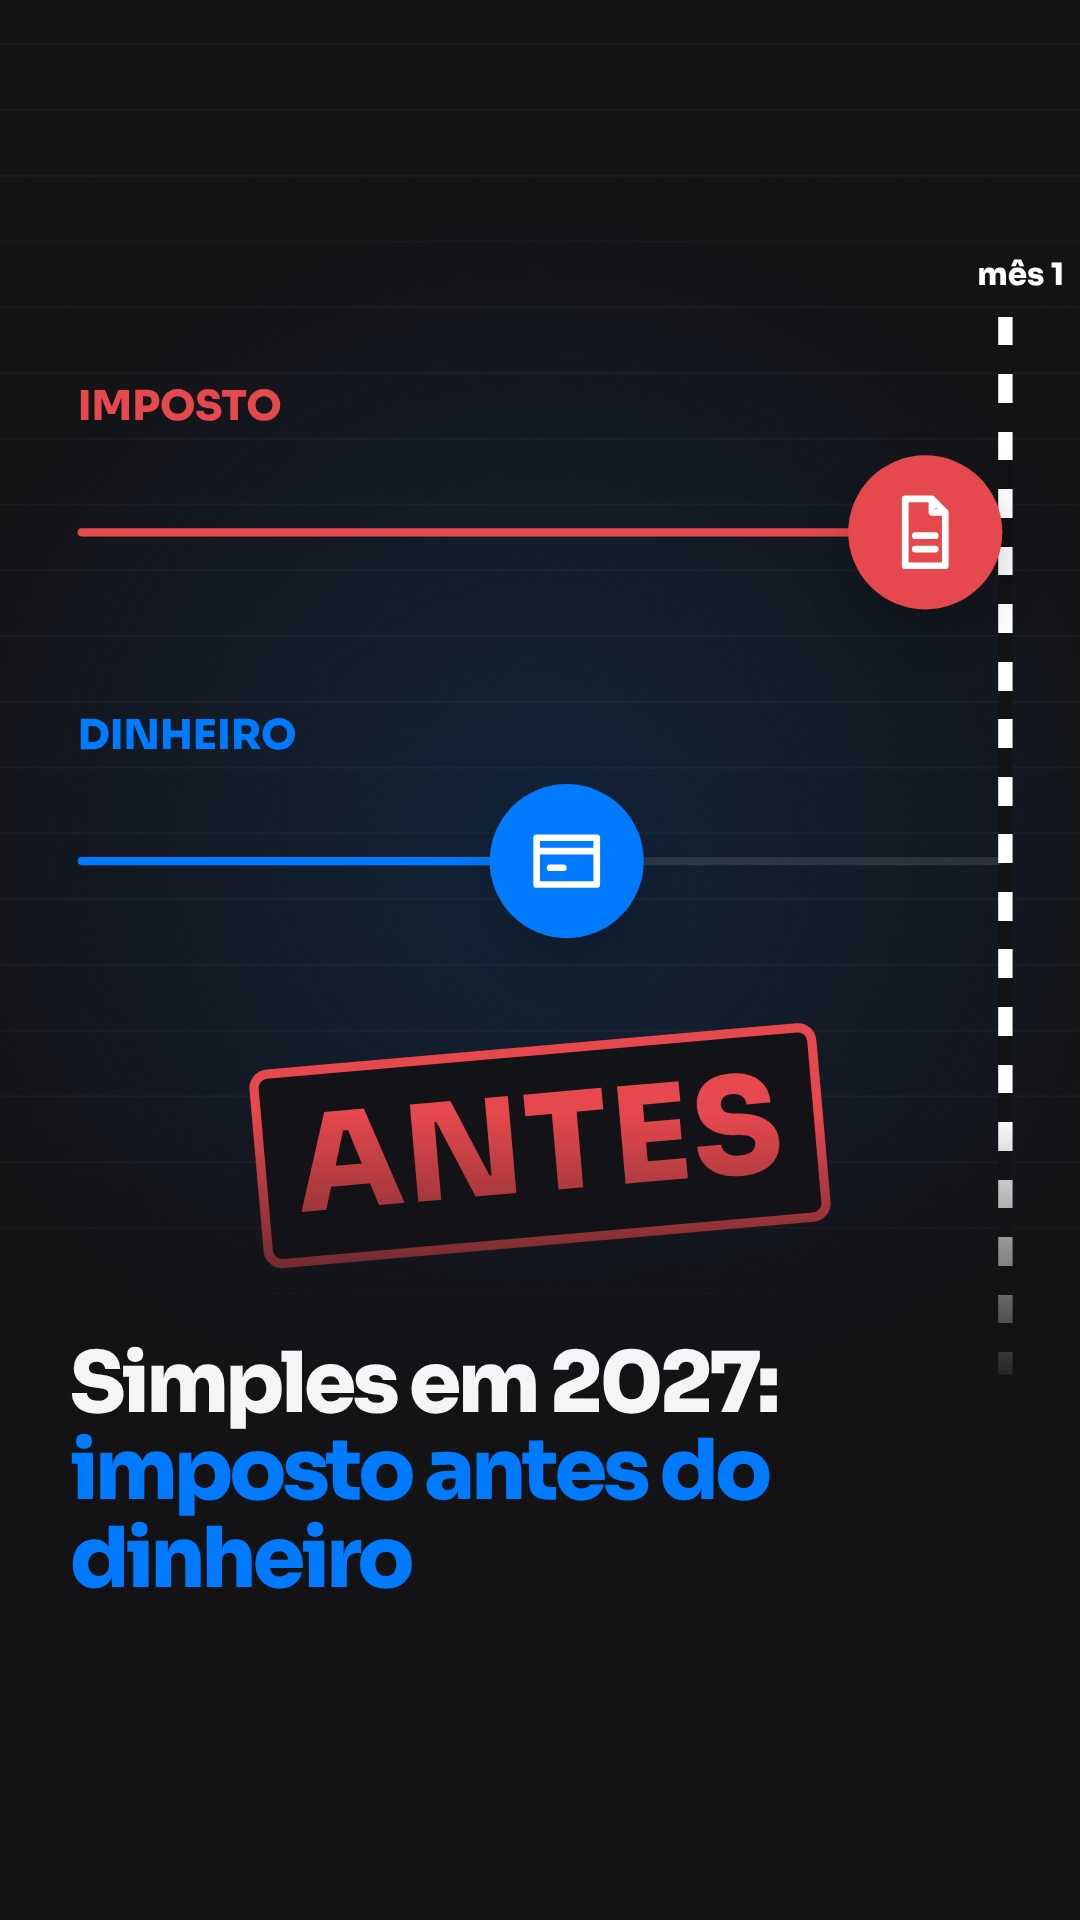 mês 1
IMPOSTO
DINHEIRO
ANTES
Simples em 2027:
imposto antes do
dinheiro